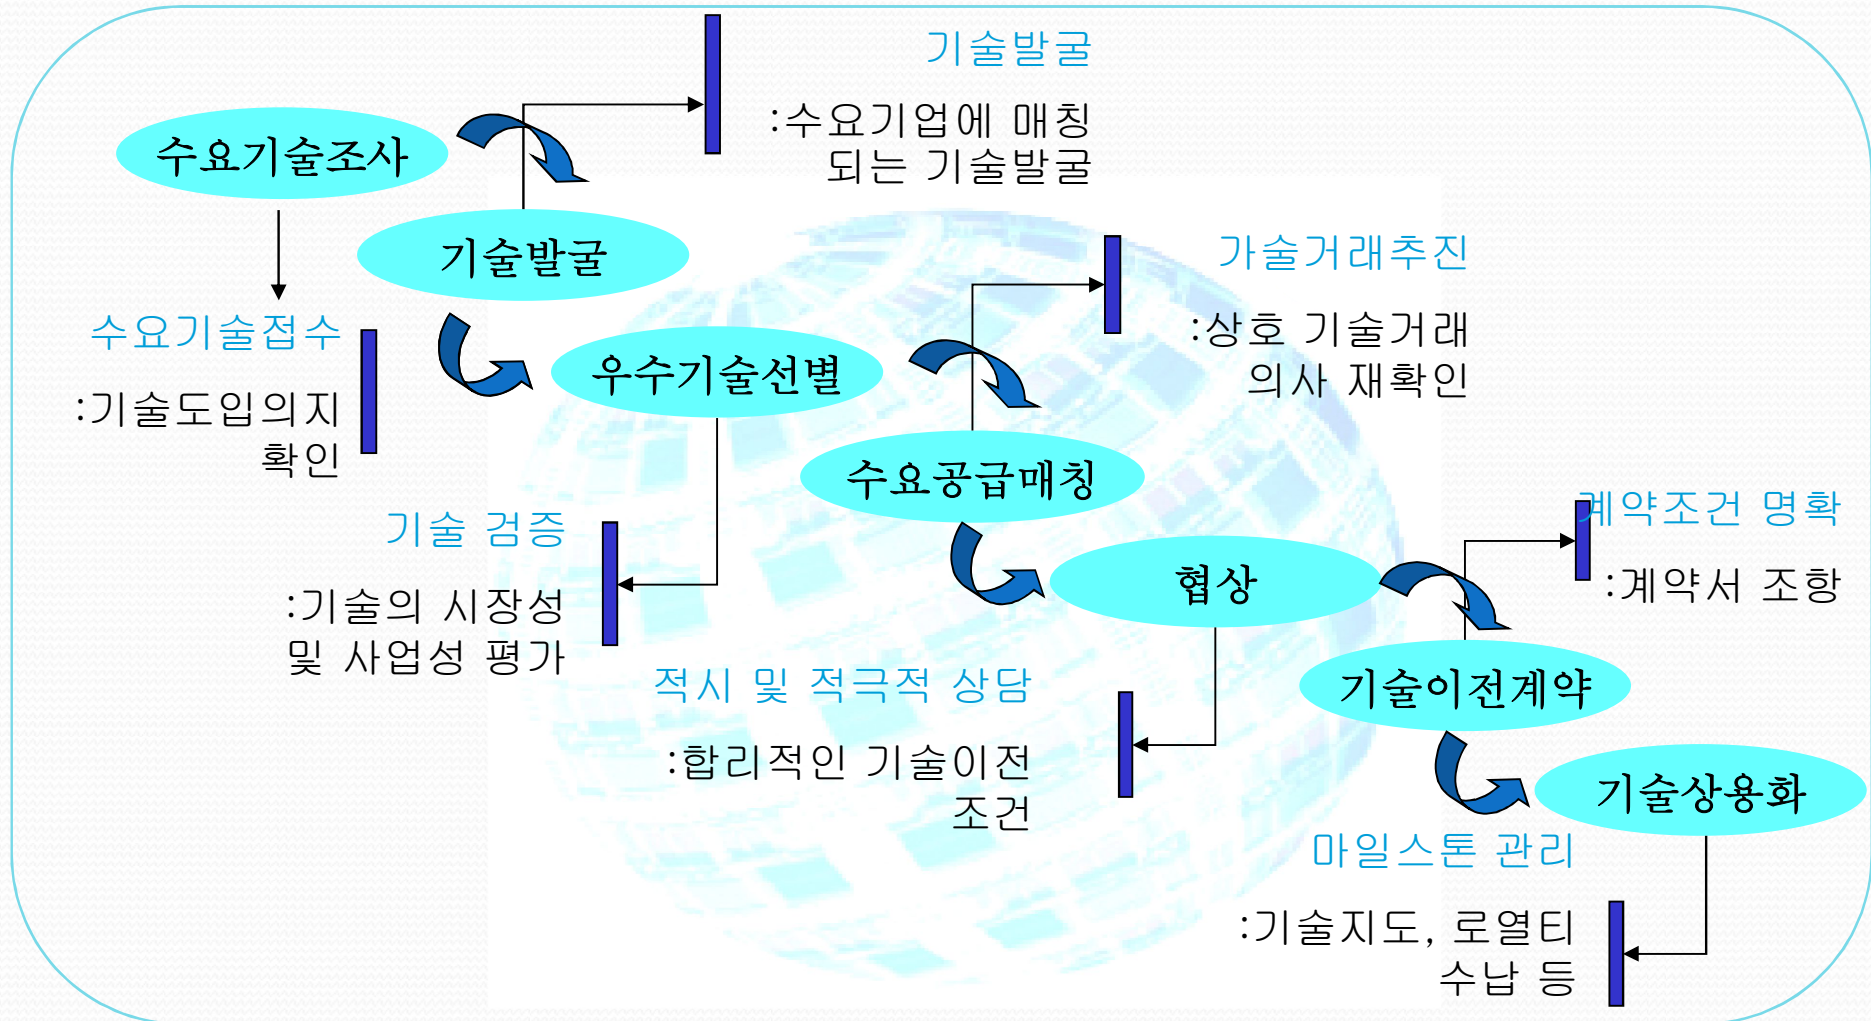 기술발굴
:수요기업에 매칭
되는 기술발굴
수요기술조사
기술발굴
수요기술접수
:기술도입의지
확인
가술거래추진
:상호 기술거래
의사 재확인
우수기술선별
기술 검증
:기술의 시장성
및 사업성 평가
수요공급매칭
계약조건 명확
:계약서 조항
협상
적시 및 적극적 상담
:합리적인 기술이전
조건
기술이전계약
기술상용화
마일스톤 관리
:기술지도, 로열티
수납 등